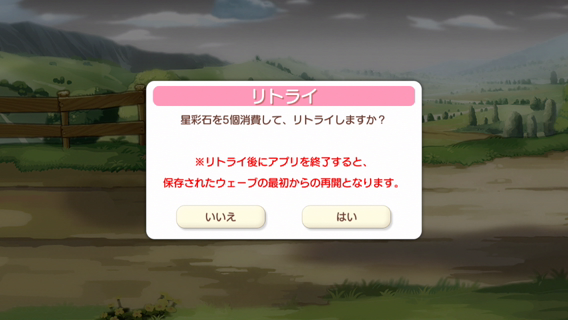 リトライ
星彩石を5個消費して、リトライしますか？
※リトライ後にアプリを終了すると、
保存されたウェーブの最初からの再開となります。
いいえ
はい